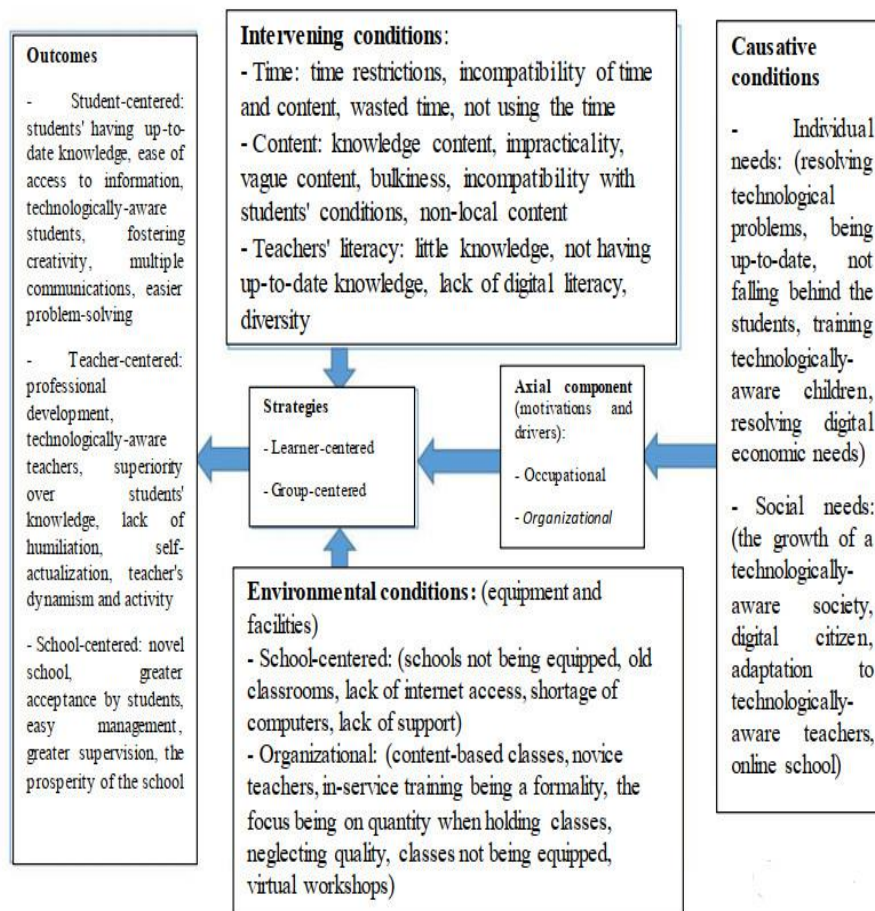 Outcomes
- Student-centered:
students' having up-to-
date knowledge, ease of
access to information,
technologically-aware
students, fostering
creativity, multiple
communications, easier
problem-solving
- Teacher-centered:
professional
development,
technologically-aware
teachers, superiority
over students'
knowledge, lack of
humiliation, self-
actualization, teacher's
dynamism and activity
- School-centered: novel
school, greater
acceptance by students,
easy management,
greater supervision, the
prosperity of the school
Intervening conditions:
- Time: time restrictions, incompatibility of time
and content, wasted time, not using the time
- Content: knowledge content, impracticality,
vague content, bulkiness, incompatibility with
students' conditions, non-local content
- Teachers' literacy: little knowledge, not having
up-to-date knowledge, lack of digital literacy,
diversity
Strategies
- Learner-centered
- Group-centered
Axial component
(motivations and
drivers):
- Occupational
- Organizational
Environmental conditions: (equipment and
facilities)
- School-centered: (schools not being equipped, old
classrooms, lack of internet access, shortage of
computers, lack of support)
- Organizational: (content-based classes, novice
teachers, in-service training being a formality, the
focus being on quantity when holding classes,
neglecting quality, classes not being equipped,
virtual workshops)
Causative
conditions
- Individual
needs: (resolving
technological
problems, being
up-to-date, not
falling behind the
students, training
technologically-
aware children,
resolving digital
economic needs)
- Social needs:
(the growth of a
technologically-
aware society,
digital citizen,
adaptation to
technologically-
aware teachers,
online school)